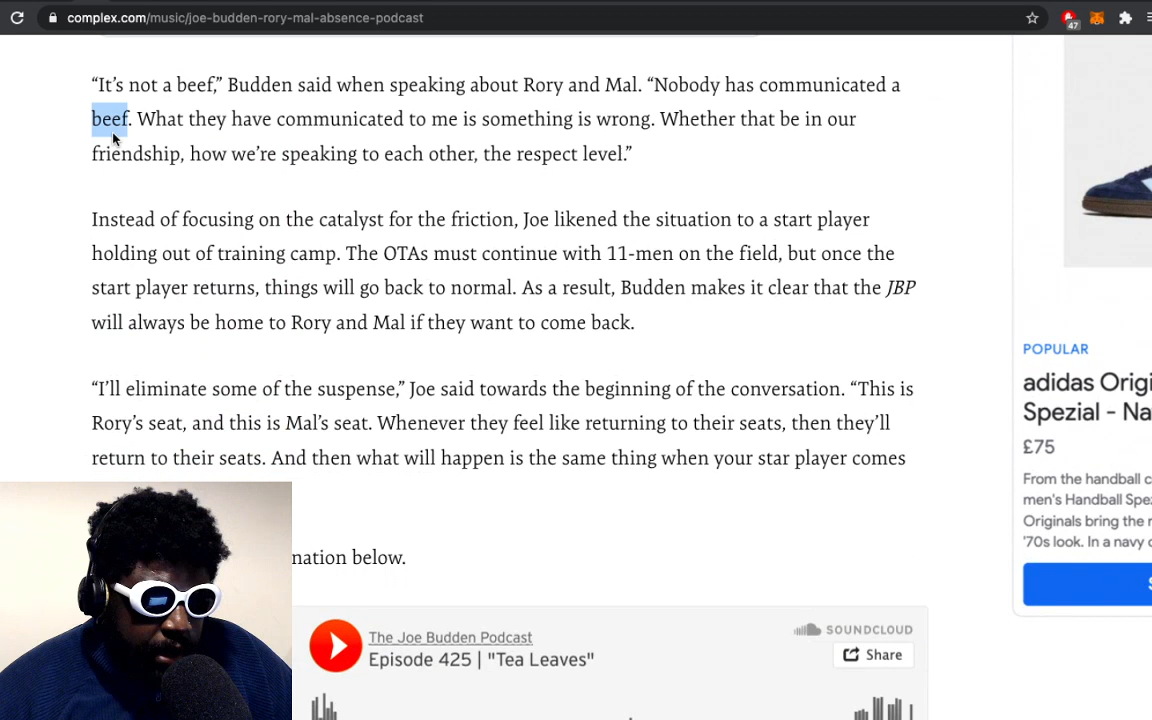 complex.com/music/joe-budden-rory-mal-absence-podcast
47
“It’s not a beef,” Budden said when speaking about Rory and Mal. “Nobody has communicated a
beef. What they have communicated to me is something is wrong. Whether that be in our
friendship, how we’re speaking to each other, the respect level.”
Instead of focusing on the catalyst for the friction, Joe likened the situation to a start player
holding out of training camp. The OTAs must continue with 11-men on the field, but once the
start player returns, things will go back to normal. As a result, Budden makes it clear that the JBP
will always be home to Rory and Mal if they want to come back.
“I’ll eliminate some of the suspense,” Joe said towards the beginning of the conversation. “This is
Rory’s seat, and this is Mal’s seat. Whenever they feel like returning to their seats, then they’ll
return to their seats. And then what will happen is the same thing when your star player comes
nation below.
The Joe Budden Podcast
Episode 425 | "Tea Leaves"
SOUNDCLOUD
Share
POPULAR
adidas Origi
Spezial - Na
£75
From the handball c
men's Handball Spe
Originals bring the r
'70s look. In a navy c